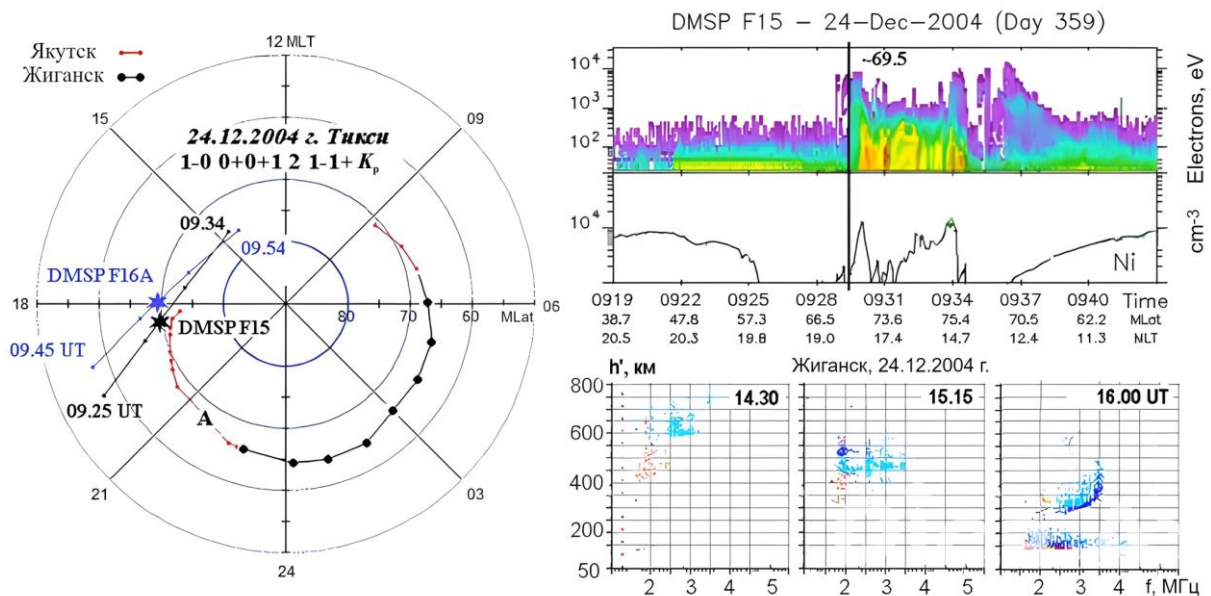 12 MLT
Якутск
Жиганск
15
09
24.12.2004 г. Тикси
1-0 0+0+1 2 1-1+ Kp
09.34
09.54
DMSP F16A
18
80
70
MLat
06
DMSP F15
09.45 UT
09.25 UT
A
21
03
24
DMSP F15 – 24-Dec-2004 (Day 359)
~69.5
10⁴
10³
10²
Electrons, eV
10⁴
cm⁻³
Ni
0919 0922 0925 0928 0931 0934 0937 0940 Time
38.7 47.8 57.3 66.5 73.6 75.4 70.5 62.2 MLat
20.5 20.3 19.8 19.0 17.4 14.7 12.4 11.3 NLT
h', км
Жиганск, 24.12.2004 г.
800
600
400
200
50
14.30
15.15
16.00 UT
2 3 4 5
2 3 4 5
2 3 4 f, МГц